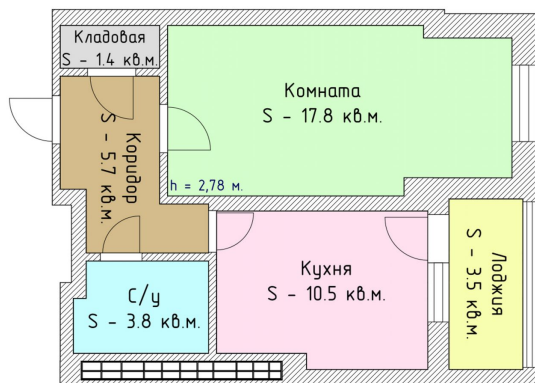 Кладовая
S - 1.4 кв.м.
Комната
S - 17.8 кв.м.
Коридор
S - 5.7 кв.м.
h = 2,78 м.
Кухня
S - 10.5 кв.м.
Лоджия
S - 3.5 кв.м.
С/у
S - 3.8 кв.м.